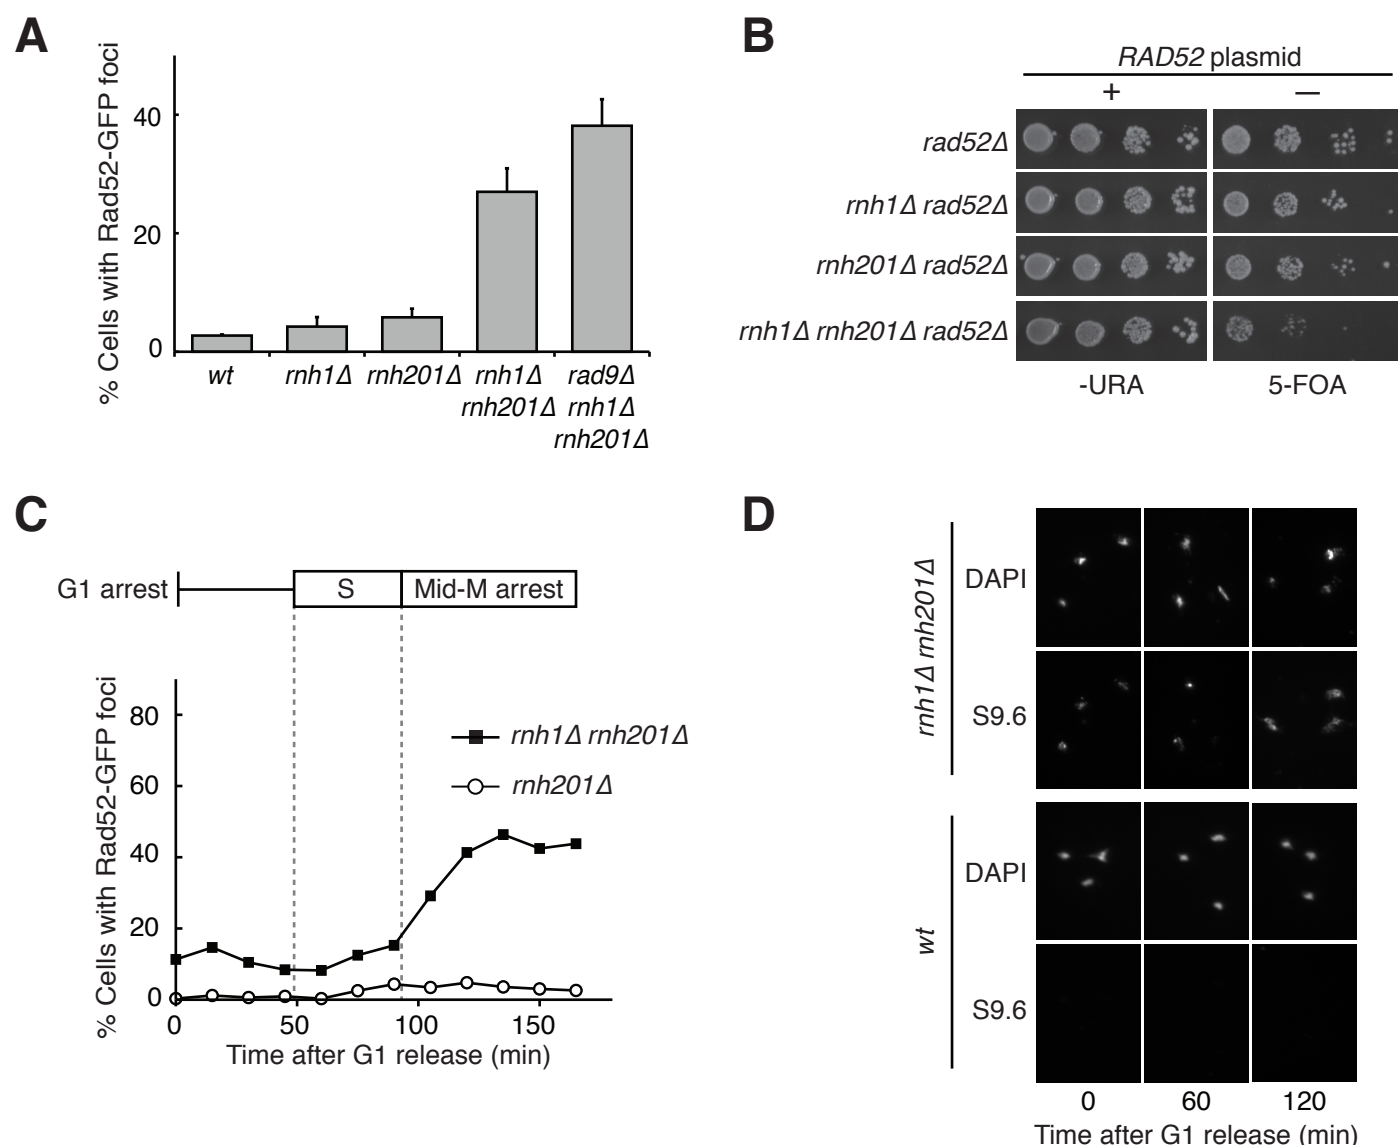 A
% Cells with Rad52-GFP foci
40
20
0
wt
rnh1Δ
rnh201Δ
rnh1Δ
rnh201Δ
rad9Δ
rnh1Δ
rnh201Δ
B
RAD52 plasmid
+ —
rad52Δ
rnh1Δ rad52Δ
rnh201Δ rad52Δ
rnh1Δ rnh201Δ rad52Δ
-URA
5-FOA
C
G1 arrest
S
Mid-M arrest
% Cells with Rad52-GFP foci
80
60
40
20
0
rnh1Δ rnh201Δ
rnh201Δ
0 50 100 150
Time after G1 release (min)
D
rnh1Δ rnh201Δ
DAPI
S9.6
wt
DAPI
S9.6
0 60 120
Time after G1 release (min)